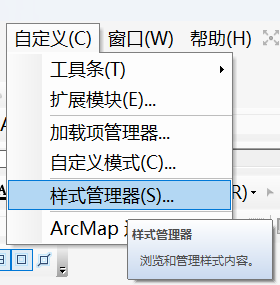 自定义(C) 窗口(W) 帮助(H)
工具条(T)
扩展模块(E)...
加载项管理器...
自定义模式(C)...
样式管理器(S)...
R)
ArcMap
样式管理器
浏览和管理样式内容。